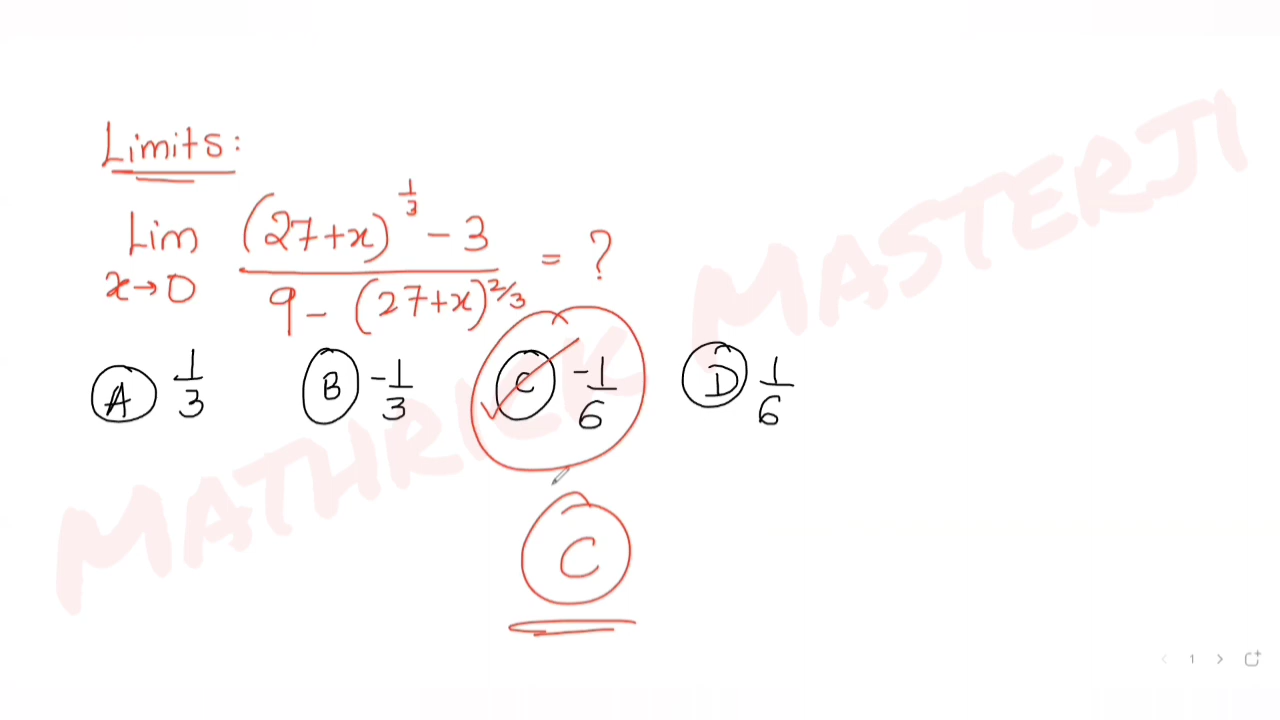 Limits:
Lim (27+x)^1/3 - 3
x→0 9 - (27+x)^2/3 = ?
A 1/3 B -1/3 C -1/6 D 1/6
C
MATHRICK MASTERJI
1